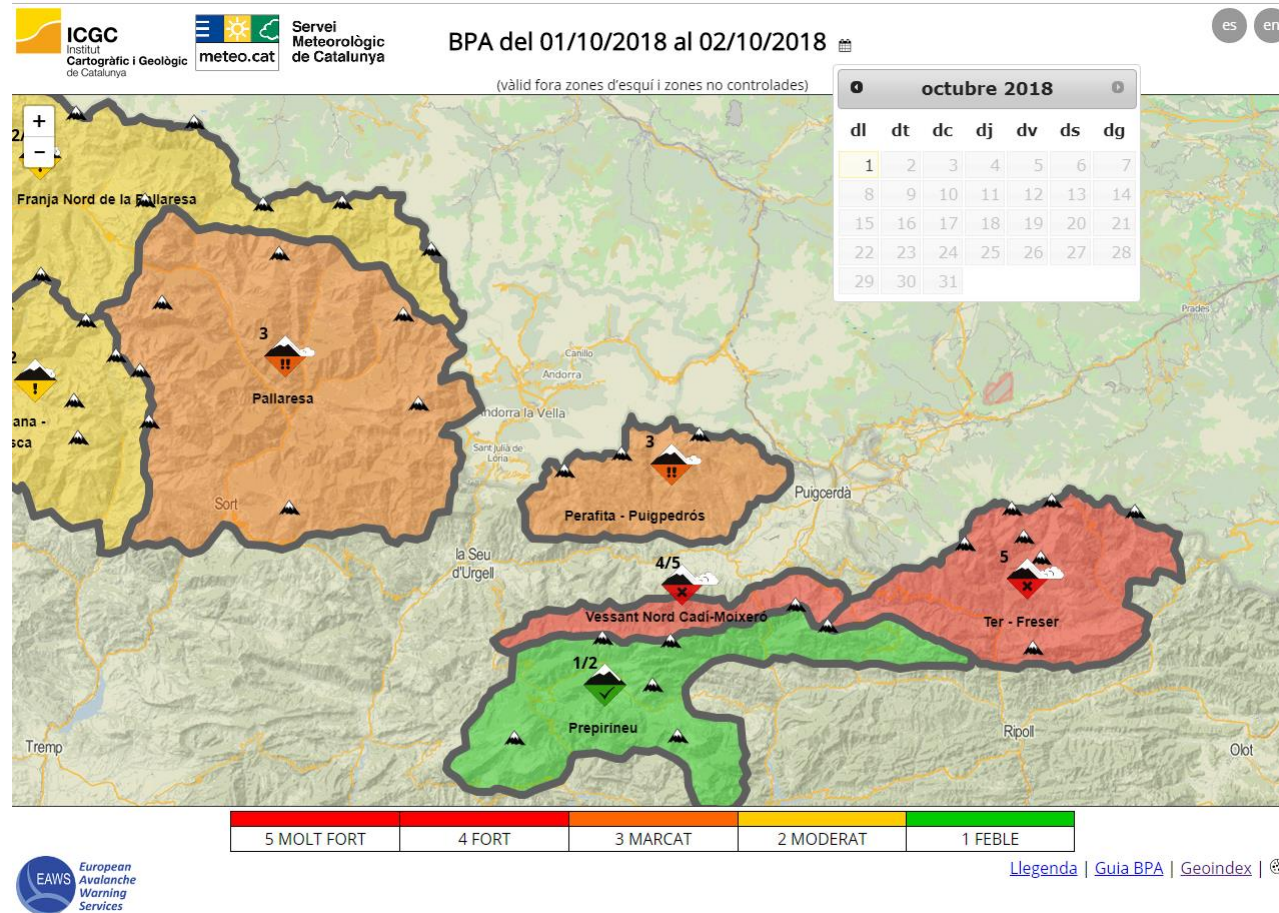 ICGC
Institut
Cartogràfic i Geològic
de Catalunya
meteo.cat
Servei
Meteorològic
de Catalunya
BPA del 01/10/2018 al 02/10/2018
es
en
(vàlid fora zones d'esquí i zones no controlades)
octubre 2018
dl dt dc dj dv ds dg
1 2 3 4 5 6 7
8 9 10 11 12 13 14
15 16 17 18 19 20 21
22 23 24 25 26 27 28
29 30 31
+
−
2/
Franja Nord de la Pallaresa
3
Pallaresa
2
ana -
sca
Sort
Canillo
Andorra
Andorra la Vella
Sant Julià de
Lòria
Prades
3
Perafita - Puigpedrós
Puigcerdà
la Seu
d'Urgell
4/5
Vessant Nord Cadí-Moixeró
5
Ter - Freser
1/2
Prepirineu
Tremp
Ripoll
Olot
5 MOLT FORT 4 FORT 3 MARCAT 2 MODERAT 1 FEBLE
Llegenda | Guia BPA | Geoindex |
EAWS
European
Avalanche
Warning
Services